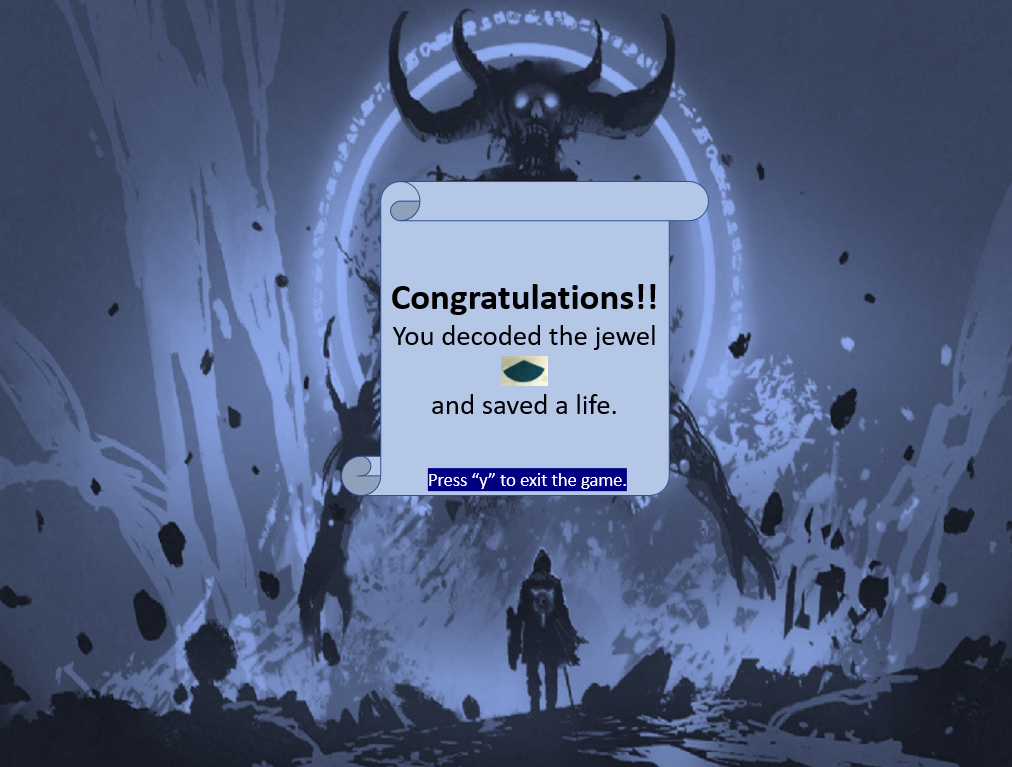 Congratulations!!
You decoded the jewel
and saved a life.
Press “y” to exit the game.